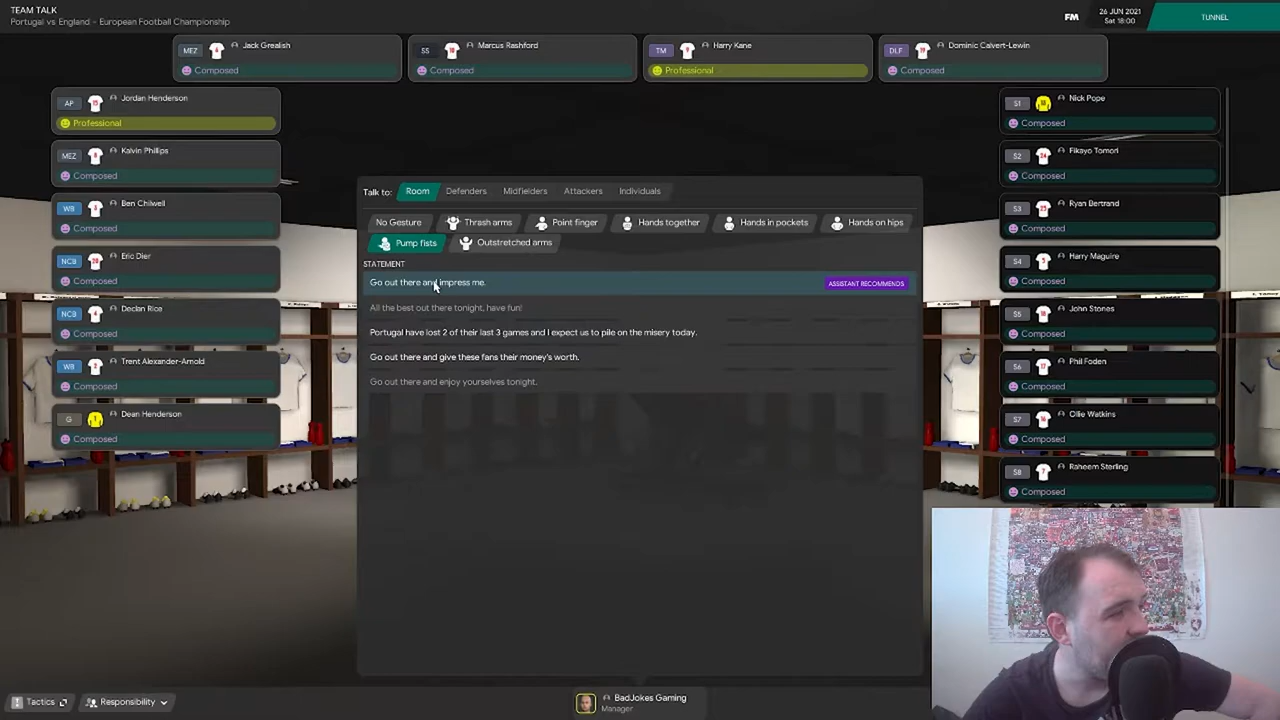 TEAM TALK
Portugal vs England - European Football Championship
FM
26 JUN 2021
Sat 18:00
TUNNEL
MEZ Jack Grealish
Composed
SS Marcus Rashford
Composed
TM 9 Harry Kane
Professional
DLF Dominic Calvert-Lewin
Composed
AP Jordan Henderson
Professional
MEZ Kalvin Phillips
Composed
WB Ben Chilwell
Composed
NCB Eric Dier
Composed
NCB Declan Rice
Composed
WB 2 Trent Alexander-Arnold
Composed
G 1 Dean Henderson
Composed
Talk to: Room Defenders Midfielders Attackers Individuals
No Gesture Thrash arms Point finger Hands together Hands in pockets Hands on hips
Pump fists Outstretched arms
STATEMENT
Go out there and impress me. ASSISTANT RECOMMENDS
All the best out there tonight, have fun!
Portugal have lost 2 of their last 3 games and I expect us to pile on the misery today.
Go out there and give these fans their money's worth.
Go out there and enjoy yourselves tonight.
S1 Nick Pope
Composed
S2 Fikayo Tomori
Composed
S3 Ryan Bertrand
Composed
S4 Harry Maguire
Composed
S5 John Stones
Composed
S6 Phil Foden
Composed
S7 Ollie Watkins
Composed
S8 7 Raheem Sterling
Composed
Tactics Responsibility
BadJokes Gaming
Manager